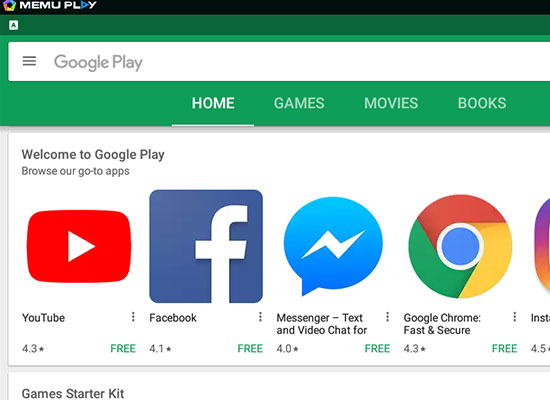 MEMU PLAY
A
Google Play
HOME GAMES MOVIES BOOKS
Welcome to Google Play
Browse our go-to apps
YouTube
4.3★ FREE
Facebook
4.1★ FREE
Messenger – Text
and Video Chat for
4.0★ FREE
Google Chrome:
Fast & Secure
4.3★ FREE
Insta
4.5★
Games Starter Kit